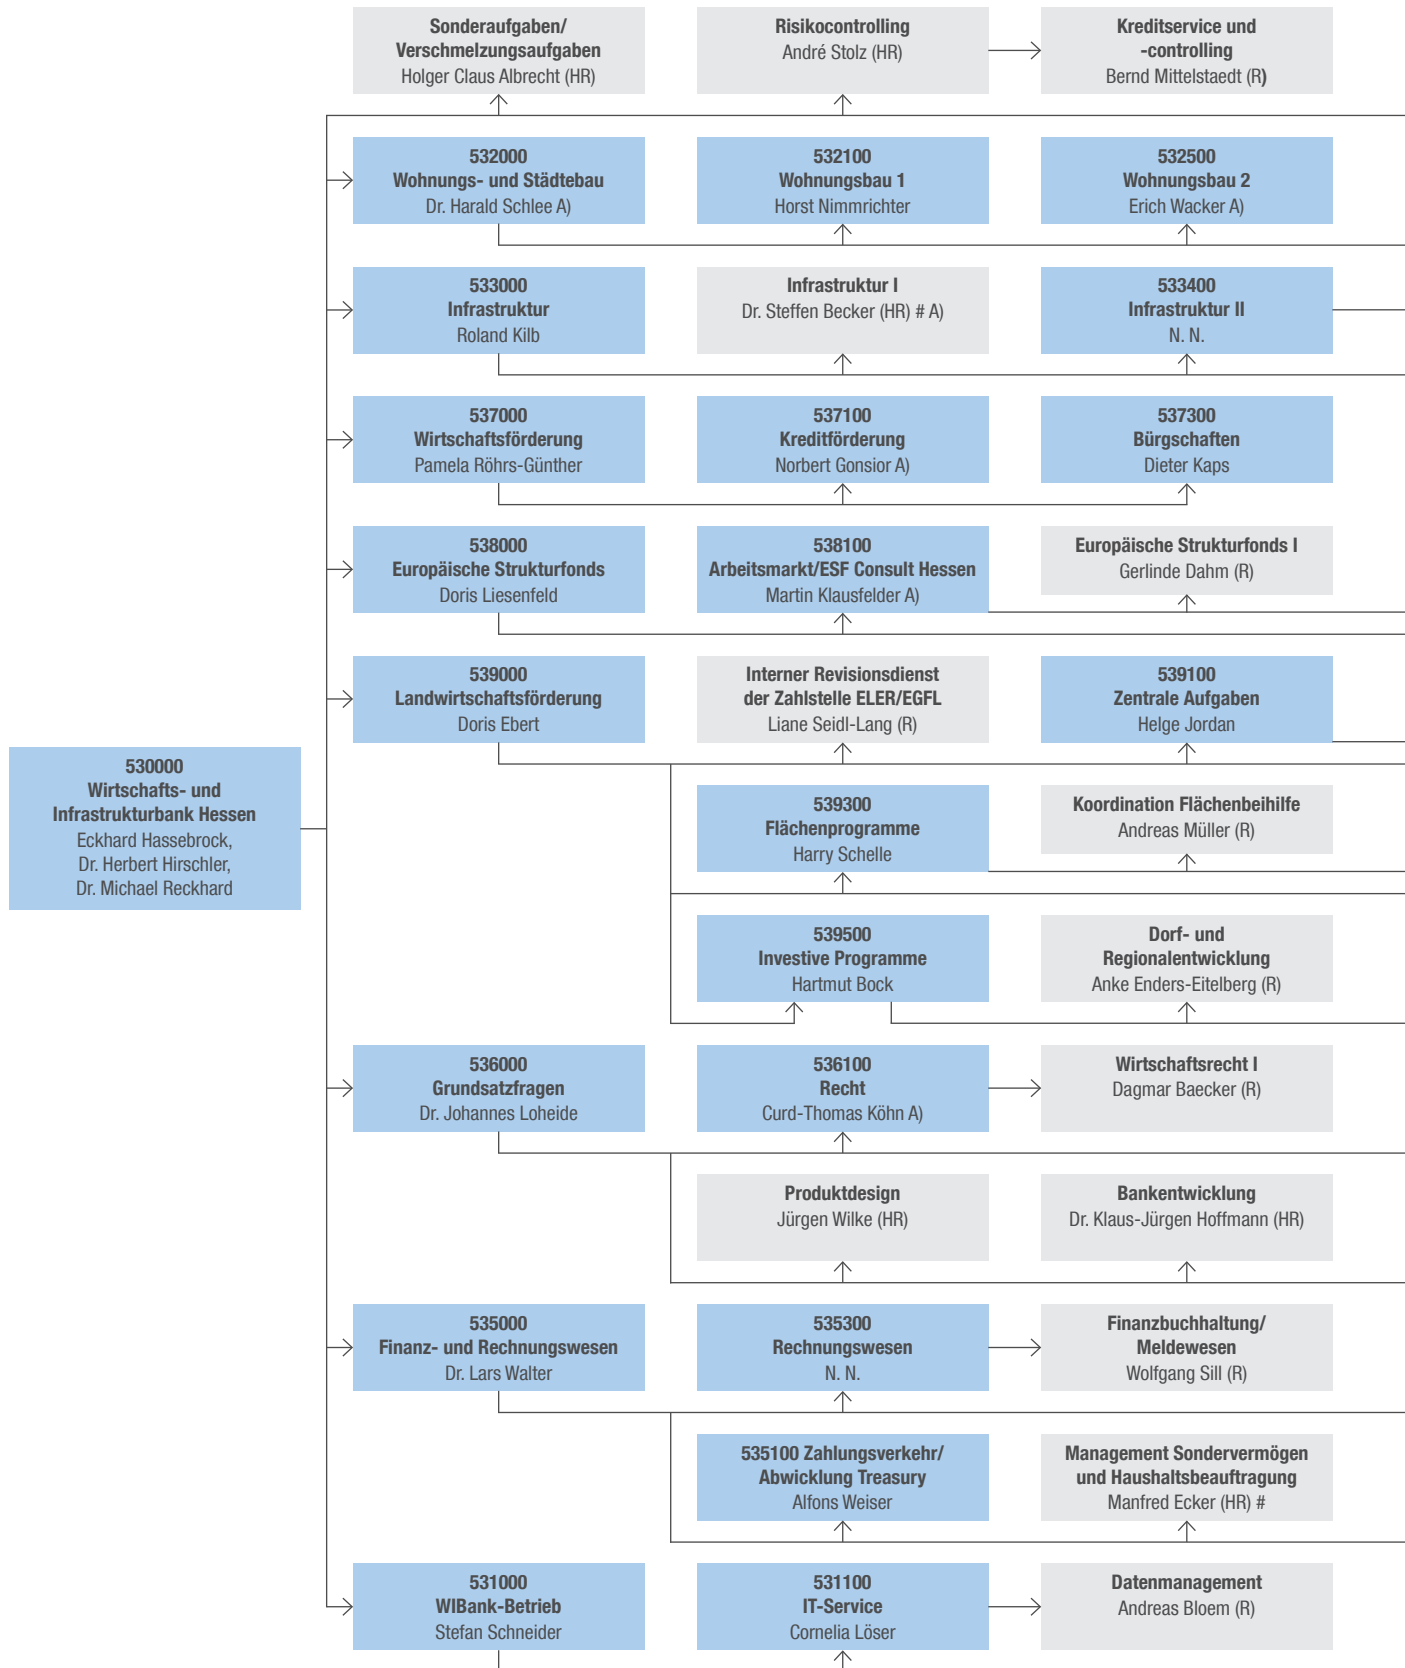 Sonderaufgaben/
Verschmelzungsaufgaben
Holger Claus Albrecht (HR)
Risikocontrolling
André Stolz (HR)
Kreditservice und
-controlling
Bernd Mittelstaedt (R)
532000
Wohnungs- und Städtebau
Dr. Harald Schlee A)
532100
Wohnungsbau 1
Horst Nimmrichter
532500
Wohnungsbau 2
Erich Wacker A)
533000
Infrastruktur
Roland Kilb
Infrastruktur I
Dr. Steffen Becker (HR) # A)
533400
Infrastruktur II
N. N.
537000
Wirtschaftsförderung
Pamela Röhrs-Günther
537100
Kreditförderung
Norbert Gonsior A)
537300
Bürgschaften
Dieter Kaps
538000
Europäische Strukturfonds
Doris Liesenfeld
538100
Arbeitsmarkt/ESF Consult Hessen
Martin Klausfelder A)
Europäische Strukturfonds I
Gerlinde Dahm (R)
539000
Landwirtschaftsförderung
Doris Ebert
Interner Revisionsdienst
der Zahlstelle ELER/EGFL
Liane Seidl-Lang (R)
539100
Zentrale Aufgaben
Helge Jordan
530000
Wirtschafts- und
Infrastrukturbank Hessen
Eckhard Hassebrock,
Dr. Herbert Hirschler,
Dr. Michael Reckhard
539300
Flächenprogramme
Harry Schelle
Koordination Flächenbeihilfe
Andreas Müller (R)
539500
Investive Programme
Hartmut Bock
Dorf- und
Regionalentwicklung
Anke Enders-Eitelberg (R)
536000
Grundsatzfragen
Dr. Johannes Loheide
536100
Recht
Curd-Thomas Köhn A)
Wirtschaftsrecht I
Dagmar Baecker (R)
Produktdesign
Jürgen Wilke (HR)
Bankentwicklung
Dr. Klaus-Jürgen Hoffmann (HR)
535000
Finanz- und Rechnungswesen
Dr. Lars Walter
535300
Rechnungswesen
N. N.
Finanzbuchhaltung/
Meldewesen
Wolfgang Sill (R)
535100 Zahlungsverkehr/
Abwicklung Treasury
Alfons Weiser
Management Sondervermögen
und Haushaltsbeauftragung
Manfred Ecker (HR) #
531000
WIBank-Betrieb
Stefan Schneider
531100
IT-Service
Cornelia Löser
Datenmanagement
Andreas Bloem (R)